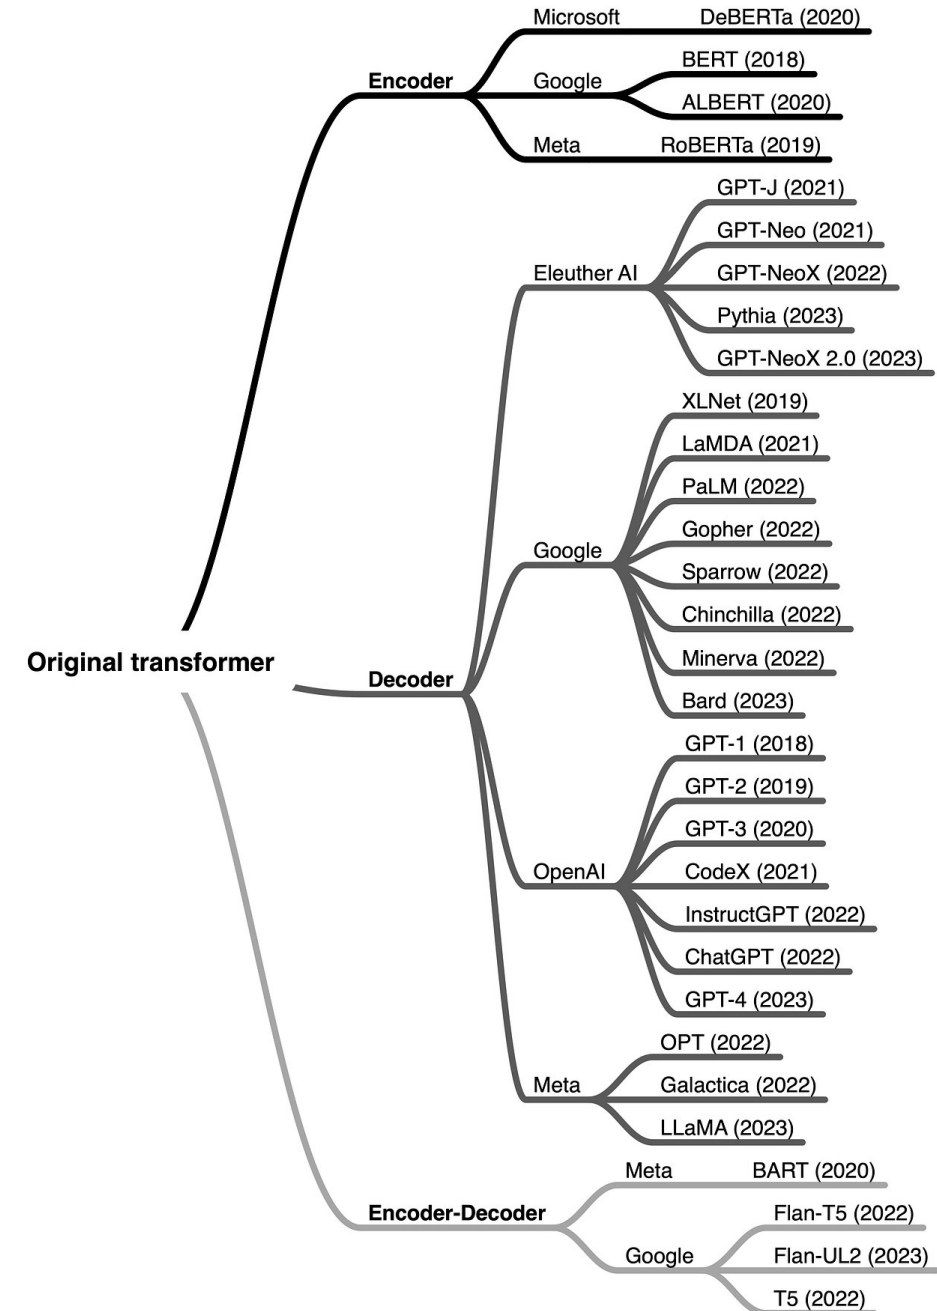 Microsoft DeBERTa (2020)
Encoder
Google
BERT (2018)
ALBERT (2020)
Meta RoBERTa (2019)
Eleuther AI
GPT-J (2021)
GPT-Neo (2021)
GPT-NeoX (2022)
Pythia (2023)
GPT-NeoX 2.0 (2023)
Google
XLNet (2019)
LaMDA (2021)
PaLM (2022)
Gopher (2022)
Sparrow (2022)
Chinchilla (2022)
Minerva (2022)
Bard (2023)
Original transformer
Decoder
OpenAI
GPT-1 (2018)
GPT-2 (2019)
GPT-3 (2020)
CodeX (2021)
InstructGPT (2022)
ChatGPT (2022)
GPT-4 (2023)
Meta
OPT (2022)
Galactica (2022)
LLaMA (2023)
Encoder-Decoder
Meta BART (2020)
Google
Flan-T5 (2022)
Flan-UL2 (2023)
T5 (2022)